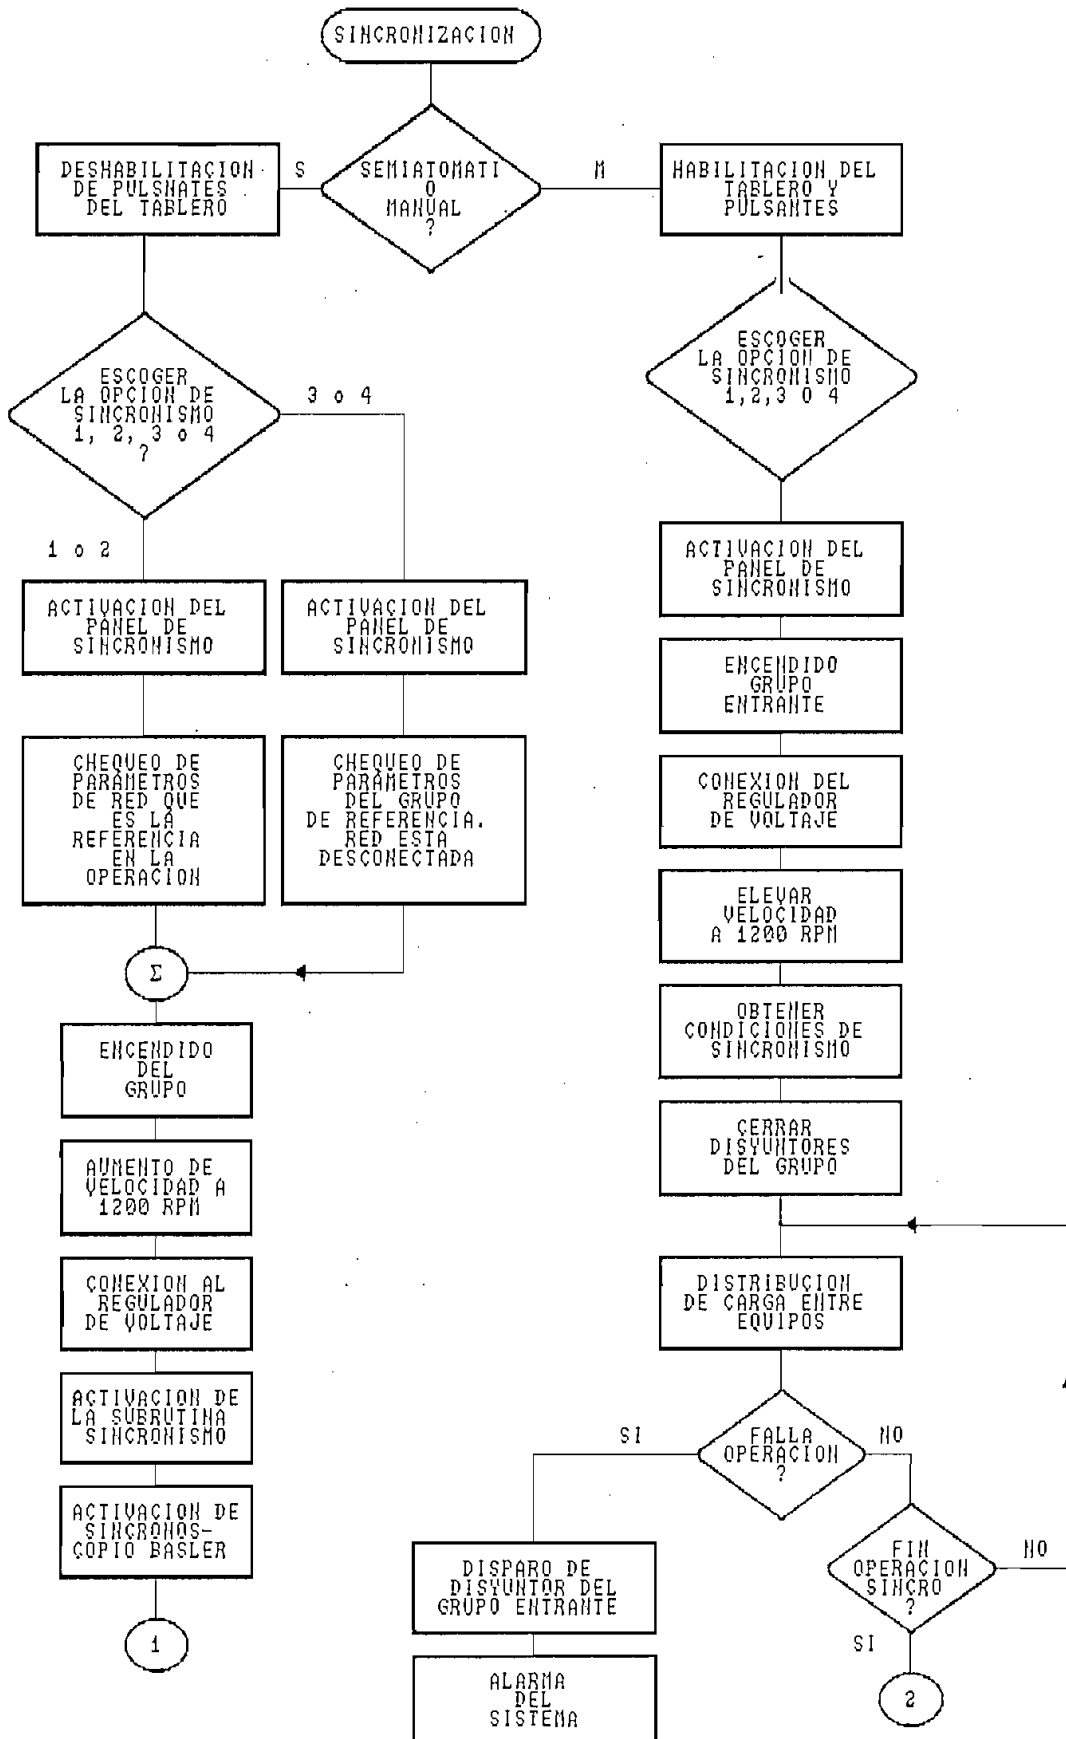 SINCRONIZACION
SEMIATOMATI
O
MANUAL
?
S
M
DESHABILITACION
DE PULSNATES
DEL TABLERO
HABILITACION DEL
TABLERO Y
PULSANTES
ESCOGER
LA OPCION DE
SINCRONISMO
1, 2, 3 o 4
?
3 o 4
1 o 2
ESCOGER
LA OPCION DE
SINCRONISMO
1,2,3 O 4
ACTIVACION DEL
PANEL DE
SINCRONISMO
ACTIVACION DEL
PANEL DE
SINCRONISMO
CHEQUEO DE
PARAMETROS
DE RED QUE
ES LA
REFERENCIA
EN LA
OPERACION
CHEQUEO DE
PARAMETROS
DEL GRUPO
DE REFERENCIA.
RED ESTA
DESCONECTADA
Σ
ENCENDIDO
DEL
GRUPO
AUMENTO DE
VELOCIDAD A
1200 RPM
CONEXION AL
REGULADOR
DE VOLTAJE
ACTIVACION DE
LA SUBRUTINA
SINCRONISMO
ACTIVACION DE
SINCRONOS-
COPIO BASLER
1
ACTIVACION DEL
PANEL DE
SINCRONISMO
ENCENDIDO
GRUPO
ENTRANTE
CONEXION DEL
REGULADOR
DE VOLTAJE
ELEVAR
VELOCIDAD
A 1200 RPM
OBTENER
CONDICIONES DE
SINCRONISMO
CERRAR
DISYUNTORES
DEL GRUPO
DISTRIBUCION
DE CARGA ENTRE
EQUIPOS
FALLA
OPERACION
?
SI
NO
DISPARO DE
DISYUNTOR DEL
GRUPO ENTRANTE
ALARMA
DEL
SISTEMA
FIN
OPERACION
SINCRO
?
NO
SI
2